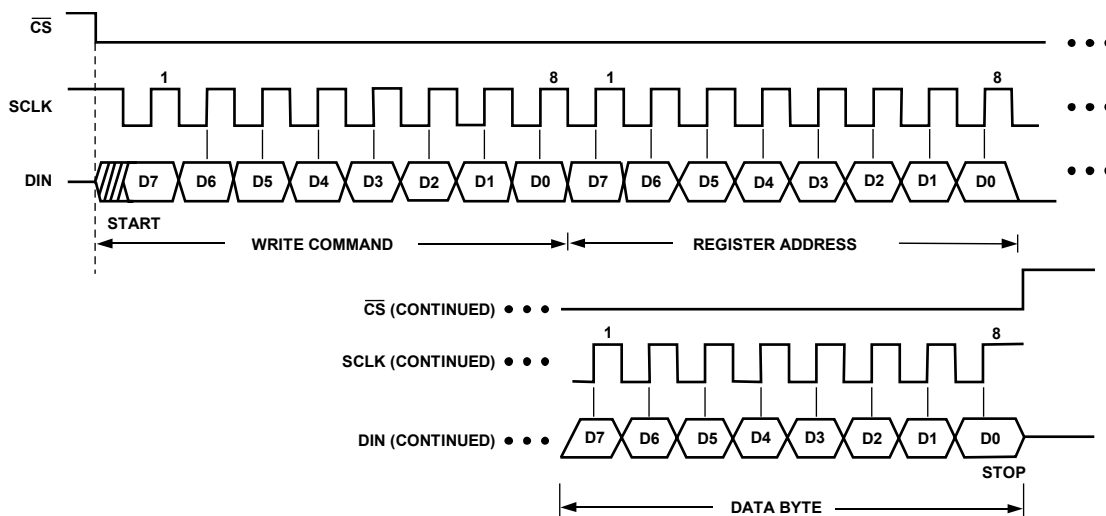 CS
1 8 1 8
SCLK
DIN D7 D6 D5 D4 D3 D2 D1 D0 D7 D6 D5 D4 D3 D2 D1 D0
START
WRITE COMMAND REGISTER ADDRESS
CS (CONTINUED)
1 8
SCLK (CONTINUED)
DIN (CONTINUED) D7 D6 D5 D4 D3 D2 D1 D0
STOP
DATA BYTE